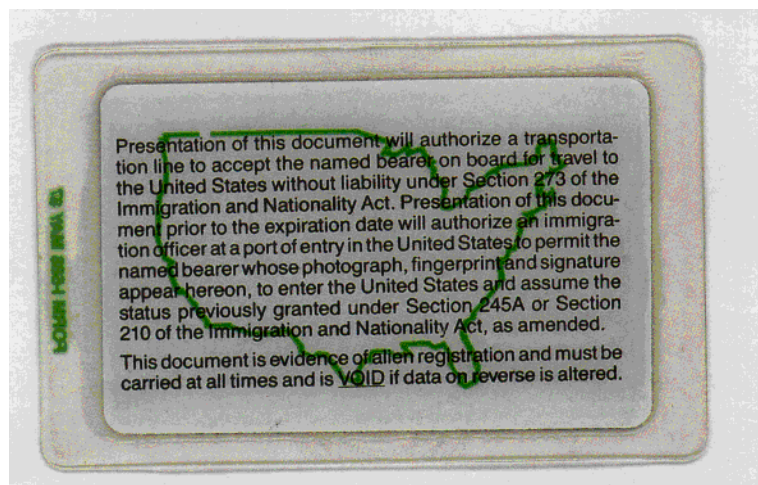 Presentation of this document will authorize a transporta-
tion line to accept the named bearer on board for travel to
the United States without liability under Section 273 of the
Immigration and Nationality Act. Presentation of this docu-
ment prior to the expiration date will authorize an immigra-
tion officer at a port of entry in the United States to permit the
named bearer whose photograph, fingerprint and signature
appear hereon, to enter the United States and assume the
status previously granted under Section 245A or Section
210 of the Immigration and Nationality Act, as amended.
This document is evidence of alien registration and must be
carried at all times and is VOID if data on reverse is altered.